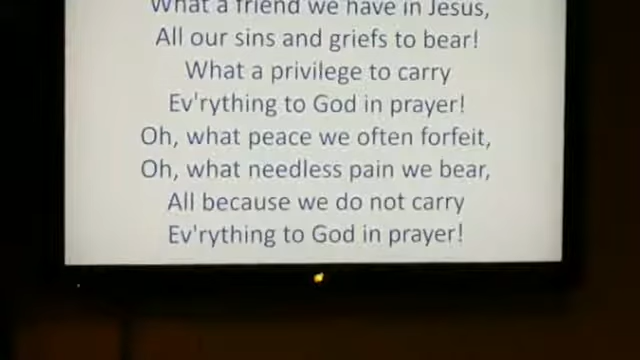 What a friend we have in Jesus,
All our sins and griefs to bear!
What a privilege to carry
Ev'rything to God in prayer!
Oh, what peace we often forfeit,
Oh, what needless pain we bear,
All because we do not carry
Ev'rything to God in prayer!